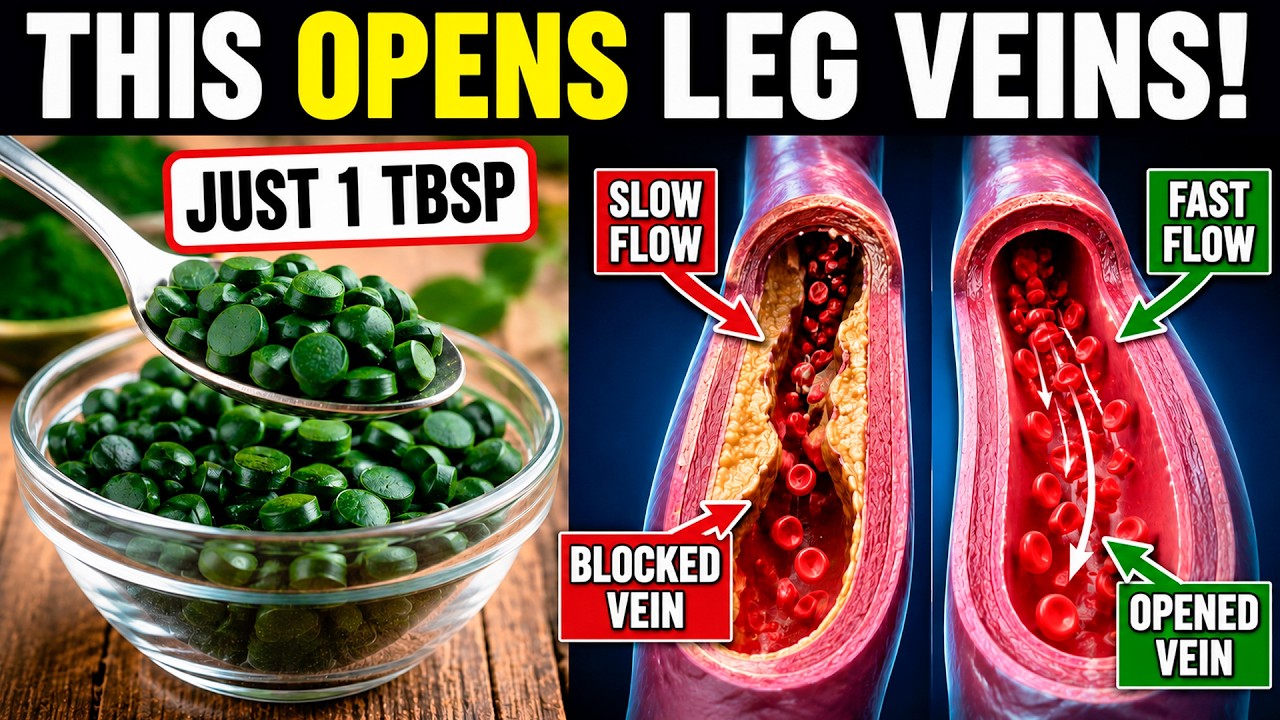 THIS OPENS LEG VEINS!
JUST 1 TBSP
SLOW
FLOW
FAST
FLOW
BLOCKED
VEIN
OPENED
VEIN